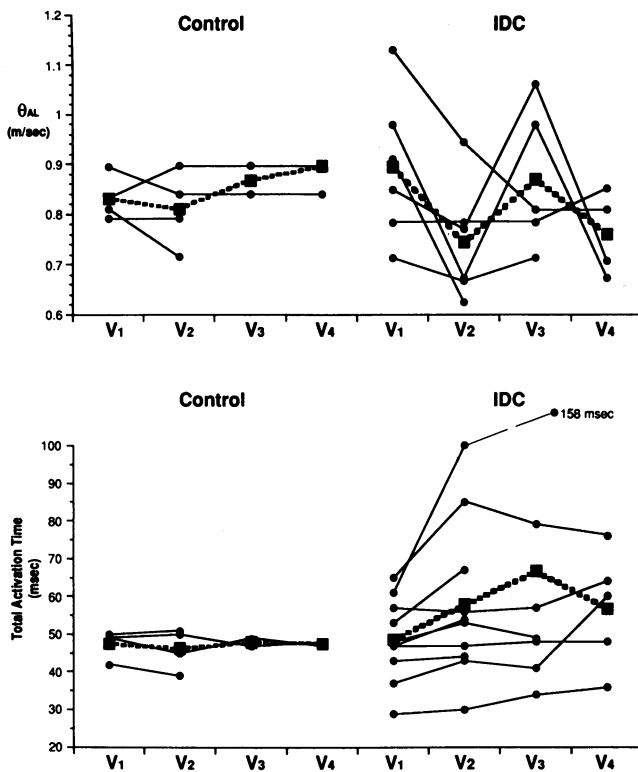 Control IDC
1.2
1.1
1
0.9
0.8
0.7
0.6
θAL
(m/sec)
V1 V2 V3 V4 V1 V2 V3 V4
Control IDC
158 msec
100
90
80
70
60
50
40
30
20
Total Activation Time
(msec)
V1 V2 V3 V4 V1 V2 V3 V4